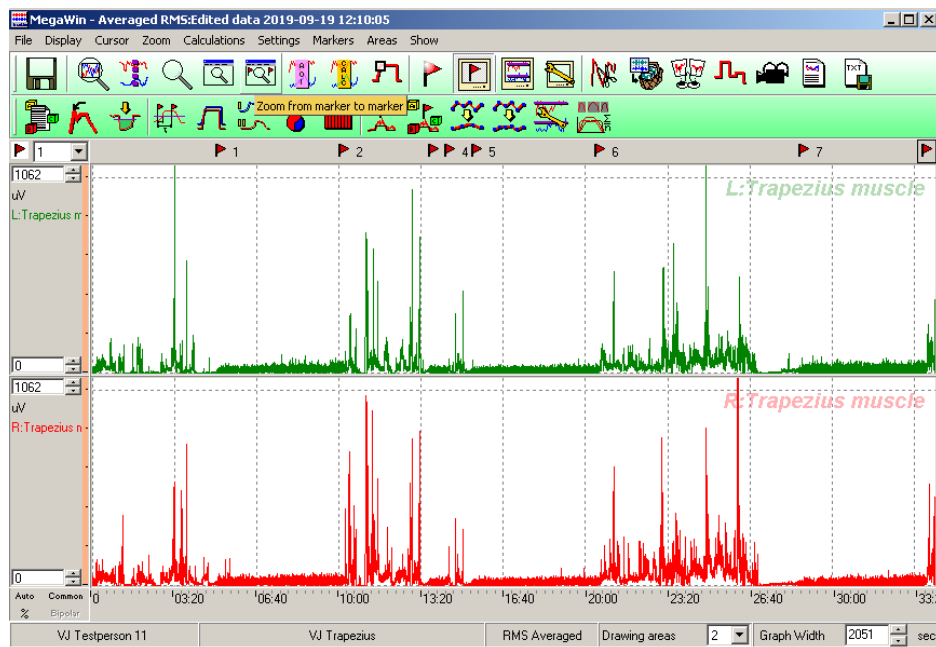 MegaWin - Averaged RMS:Edited data 2019-09-19 12:10:05
File Display Cursor Zoom Calculations Settings Markers Areas Show
TXT
Zoom from marker to marker
1 1 2 4 5 6 7
1062
uV
L:Trapezius m
L:Trapezius muscle
0
1062
uV
R:Trapezius n
R:Trapezius muscle
0
Auto Common
% Bipolar
0 03:20 06:40 10:00 13:20 16:40 20:00 23:20 26:40 30:00 33:
VJ Testperson 11 VJ Trapezius RMS Averaged Drawing areas 2 Graph Width 2051 sec